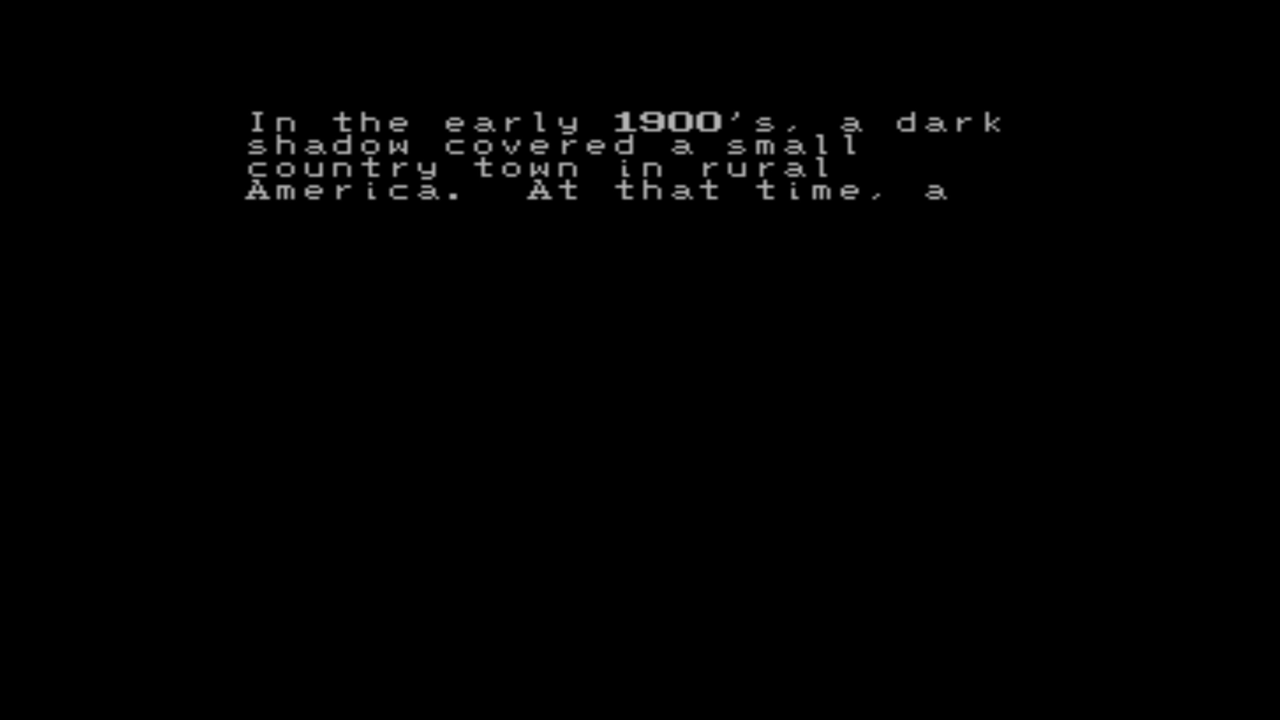 In the early 1900's, a dark
shadow covered a small
country town in rural
America.  At that time, a